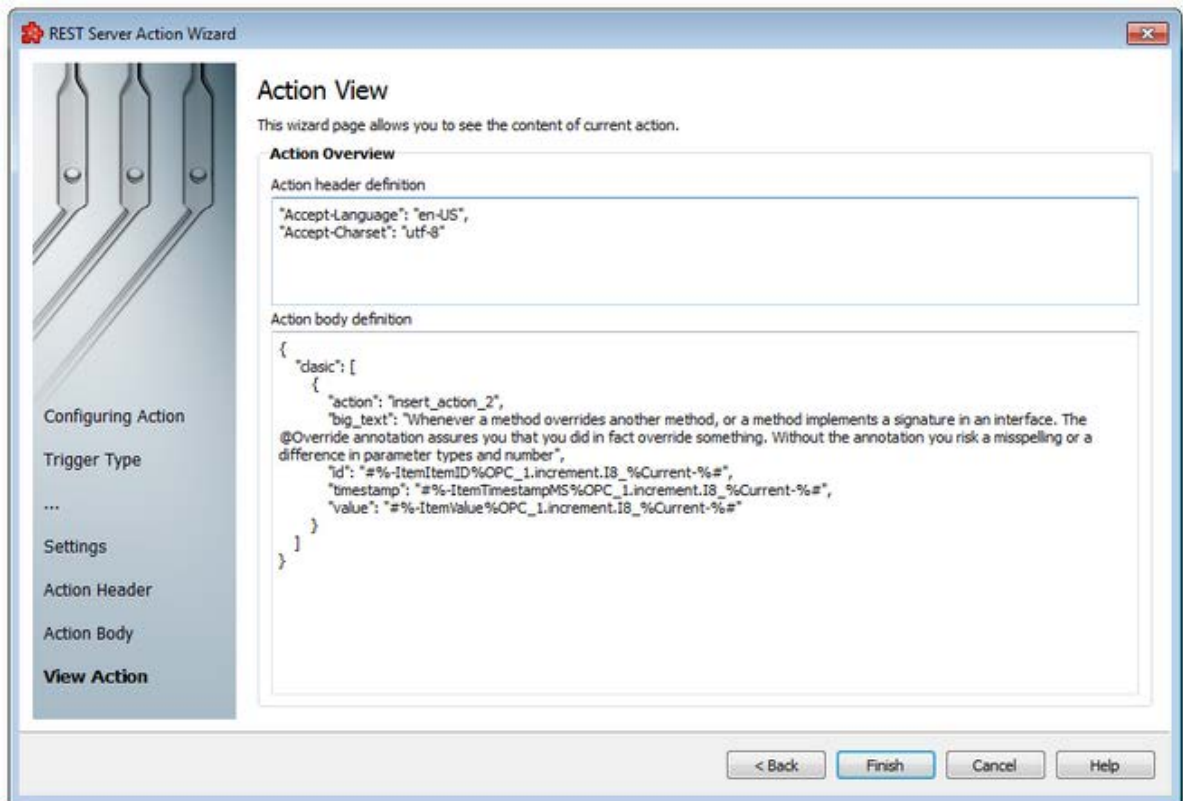 REST Server Action Wizard
Action View
This wizard page allows you to see the content of current action.
Action Overview
Action header definition
"Accept-Language": "en-US",
"Accept-Charset": "utf-8"
Action body definition
{
"clasic": [
{
"action": "insert_action_2",
"big_text": "Whenever a method overrides another method, or a method implements a signature in an interface. The
@Override annotation assures you that you did in fact override something. Without the annotation you risk a misspelling or a
difference in parameter types and number",
"id": "#%-ItemItemID%OPC_1.increment.I8_%Current-%#",
"timestamp": "#%-ItemTimestampMS%OPC_1.increment.I8_%Current-%#",
"value": "#%-ItemValue%OPC_1.increment.I8_%Current-%#"
}
]
}
Configuring Action
Trigger Type
...
Settings
Action Header
Action Body
View Action
< Back
Finish
Cancel
Help